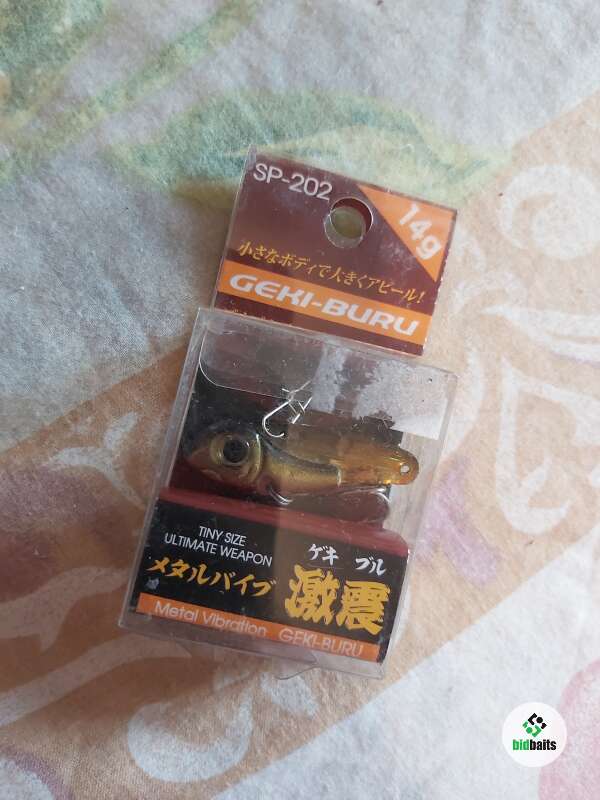 SP-202
14g
小さなボディで大きくアピール!
GEKI-BURU
TINY SIZE
ULTIMATE WEAPON
ゲキ ブル
メタルバイブ 激震
Metal Vibration GEKI-BURU
bidbaits